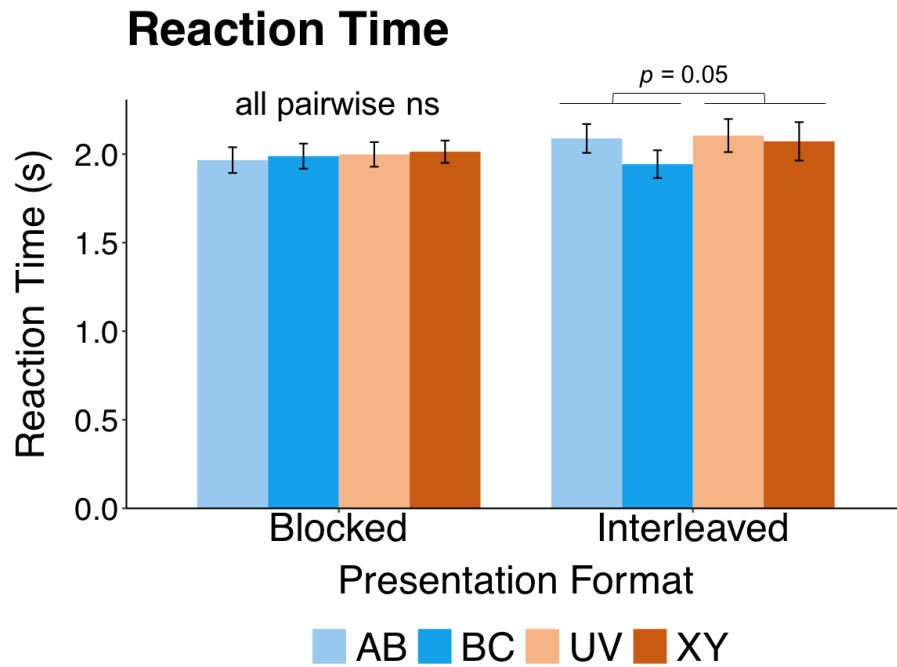 Reaction Time
p = 0.05
all pairwise ns
Reaction Time (s)
2.0
1.5
1.0
0.5
0.0
Blocked Interleaved
Presentation Format
AB BC UV XY